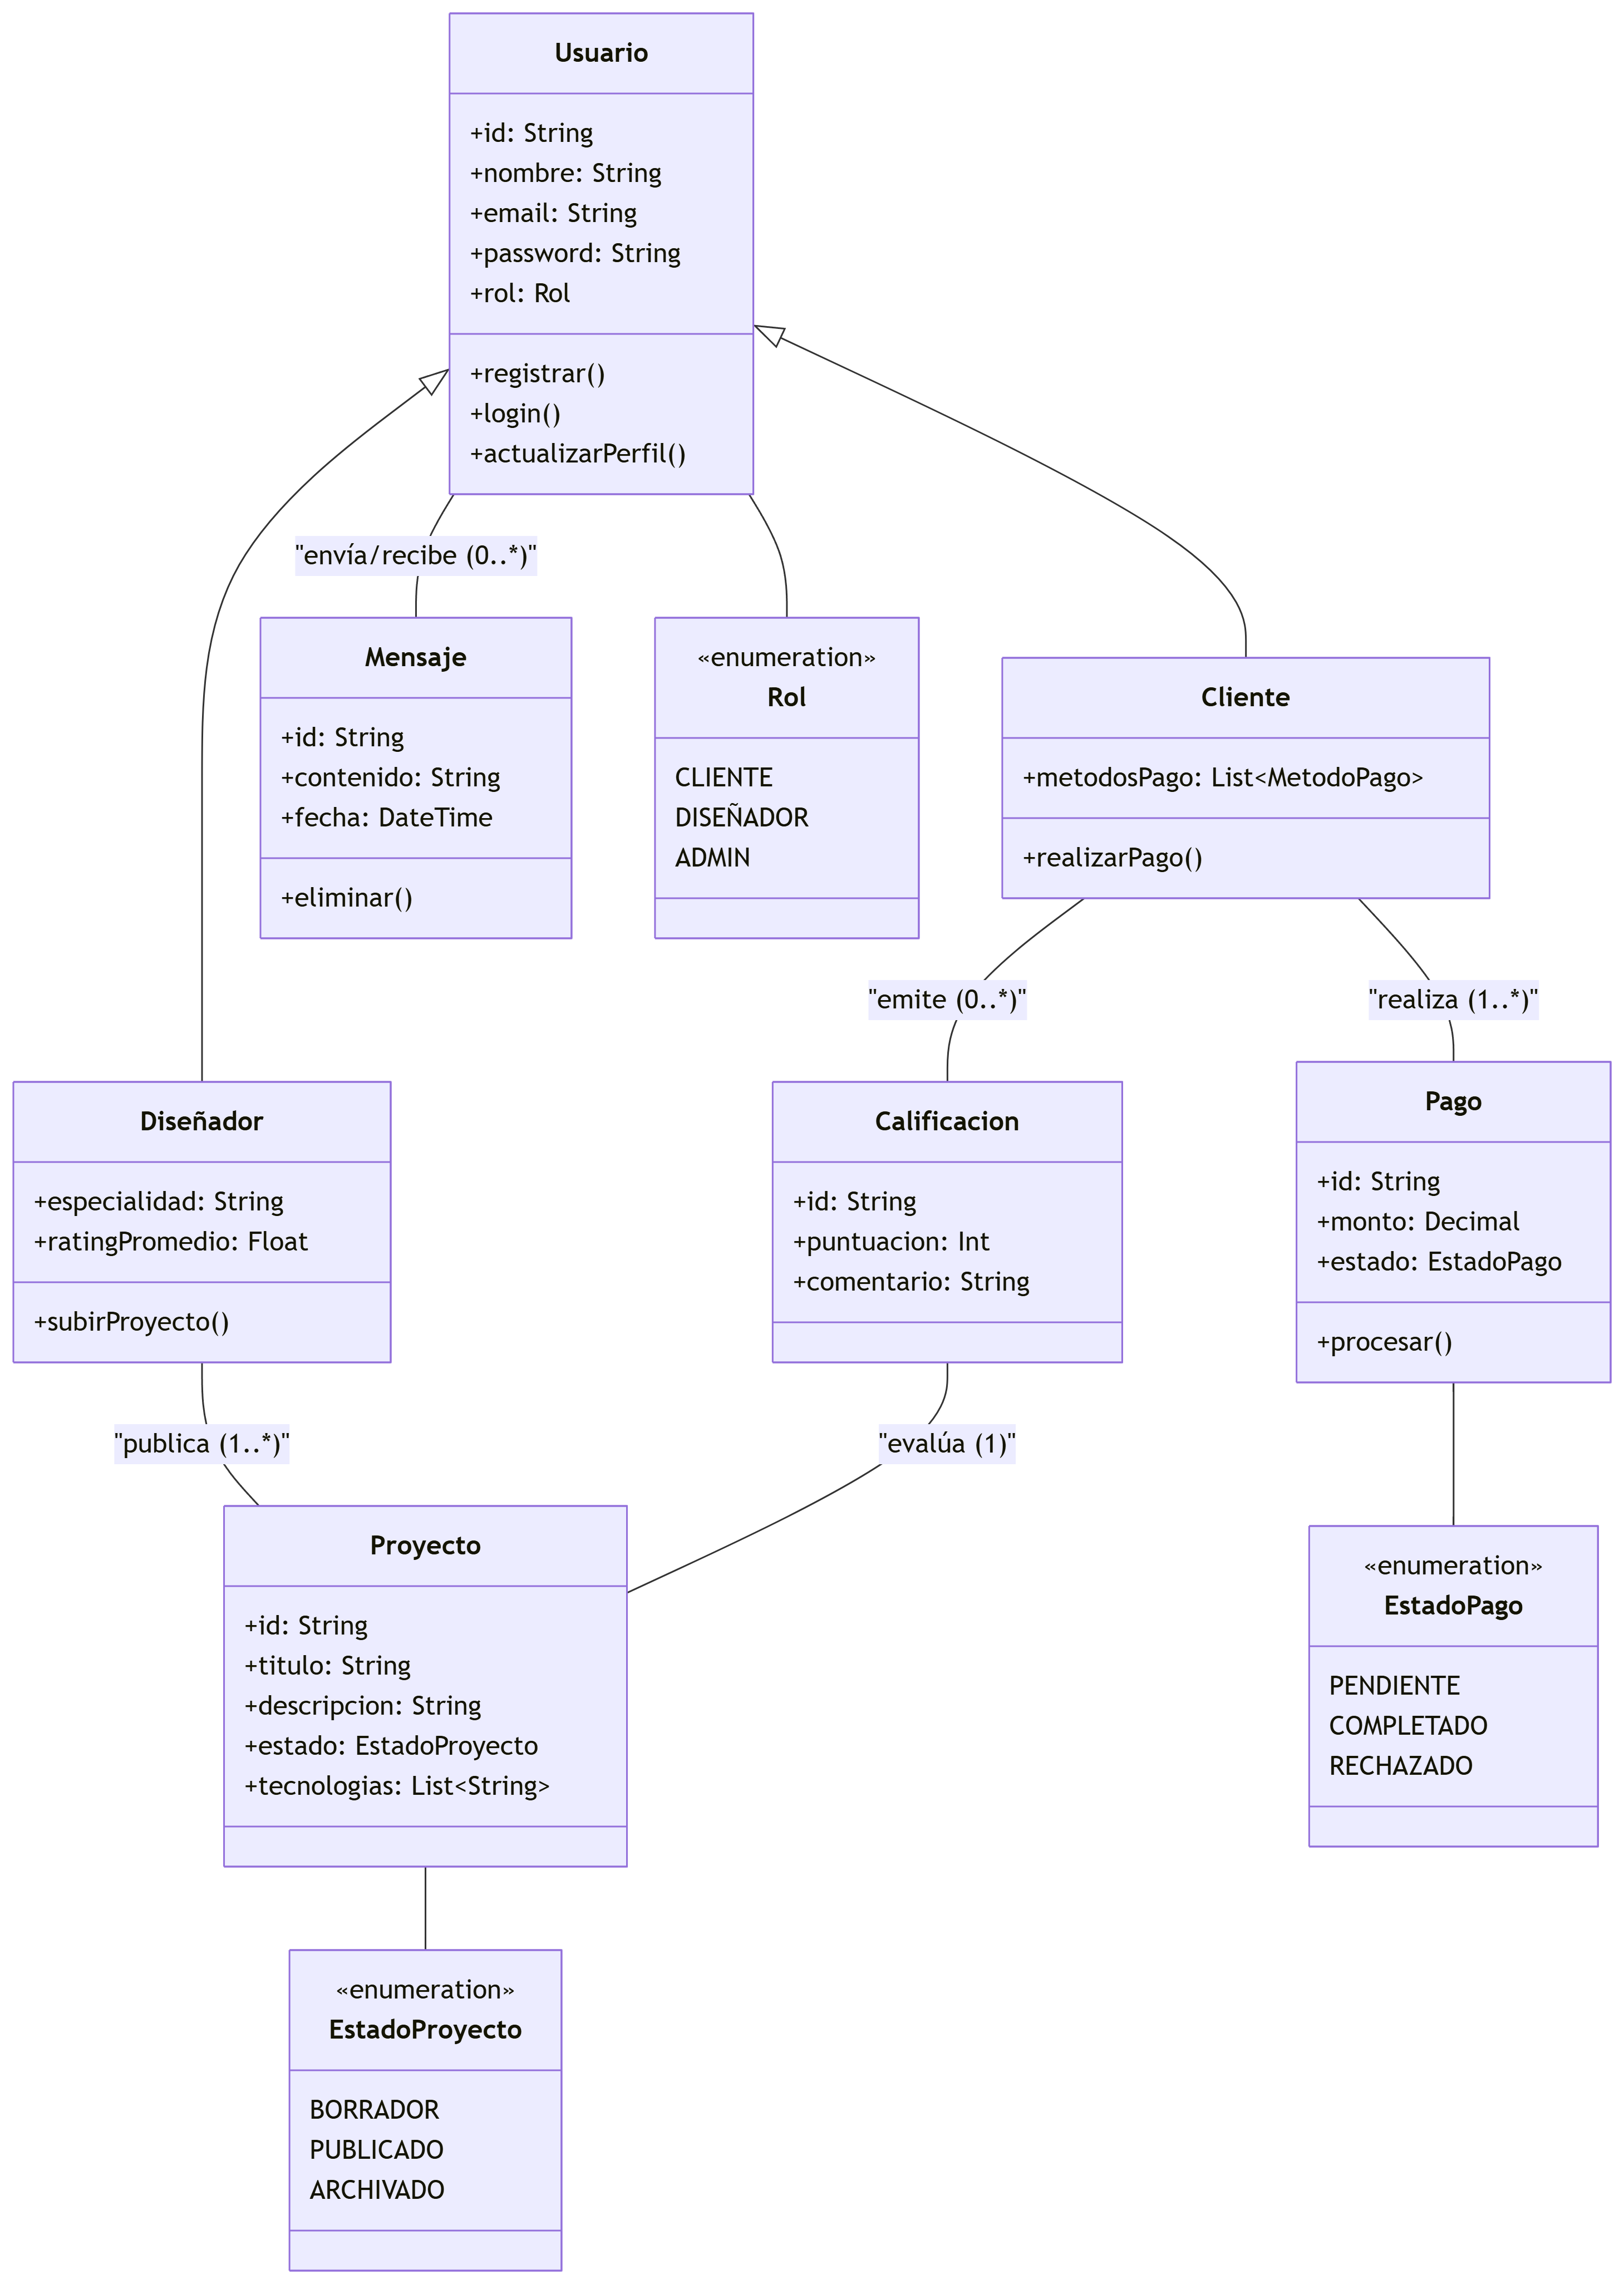 Usuario
+id: String
+nombre: String
+email: String
+password: String
+rol: Rol
+registrar()
+login()
+actualizarPerfil()
"envía/recibe (0..*)"
Mensaje
+id: String
+contenido: String
+fecha: DateTime
+eliminar()
«enumeration»
Rol
CLIENTE
DISEÑADOR
ADMIN
Cliente
+metodosPago: List<MetodoPago>
+realizarPago()
"emite (0..*)"
"realiza (1..*)"
Diseñador
+especialidad: String
+ratingPromedio: Float
+subirProyecto()
Calificacion
+id: String
+puntuacion: Int
+comentario: String
Pago
+id: String
+monto: Decimal
+estado: EstadoPago
+procesar()
"publica (1..*)"
"evalúa (1)"
Proyecto
+id: String
+titulo: String
+descripcion: String
+estado: EstadoProyecto
+tecnologias: List<String>
«enumeration»
EstadoPago
PENDIENTE
COMPLETADO
RECHAZADO
«enumeration»
EstadoProyecto
BORRADOR
PUBLICADO
ARCHIVADO